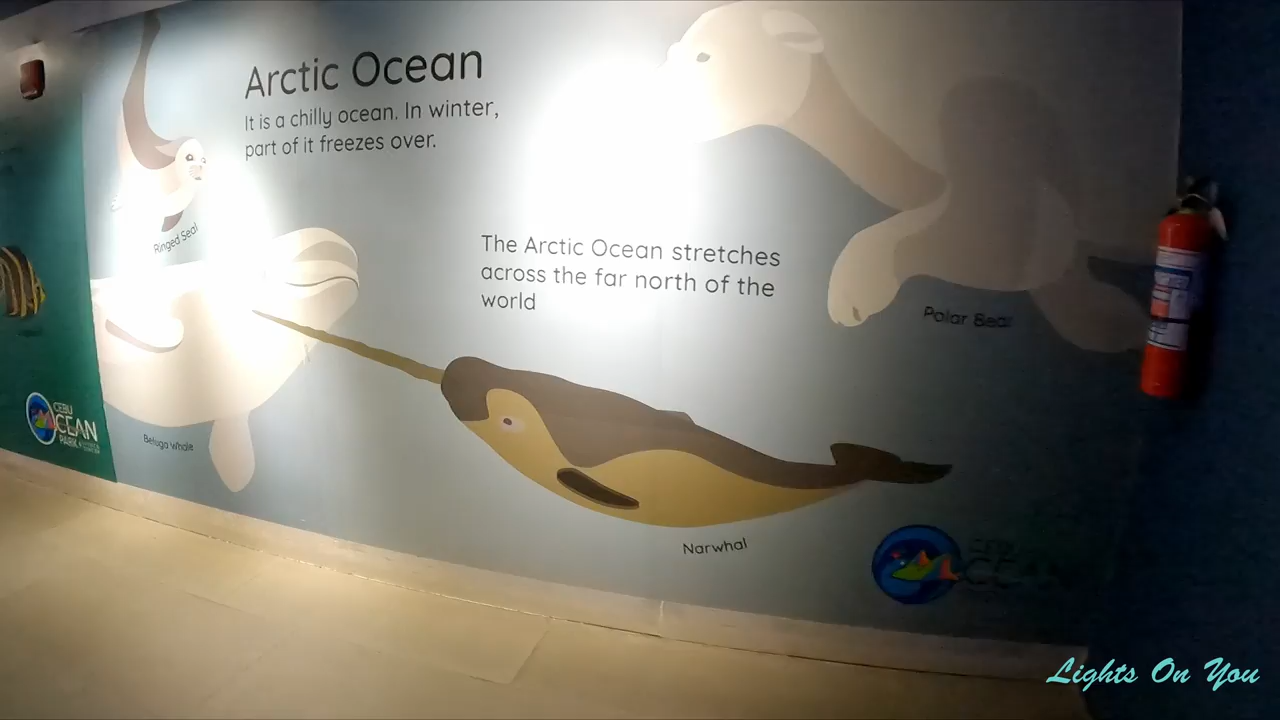 Arctic Ocean
It is a chilly ocean. In winter,
part of it freezes over.
Ringed Seal
The Arctic Ocean stretches
across the far north of the
world
Polar Bear
Beluga Whale
Narwhal
CEBU
OCEAN
PARK
Lights On You